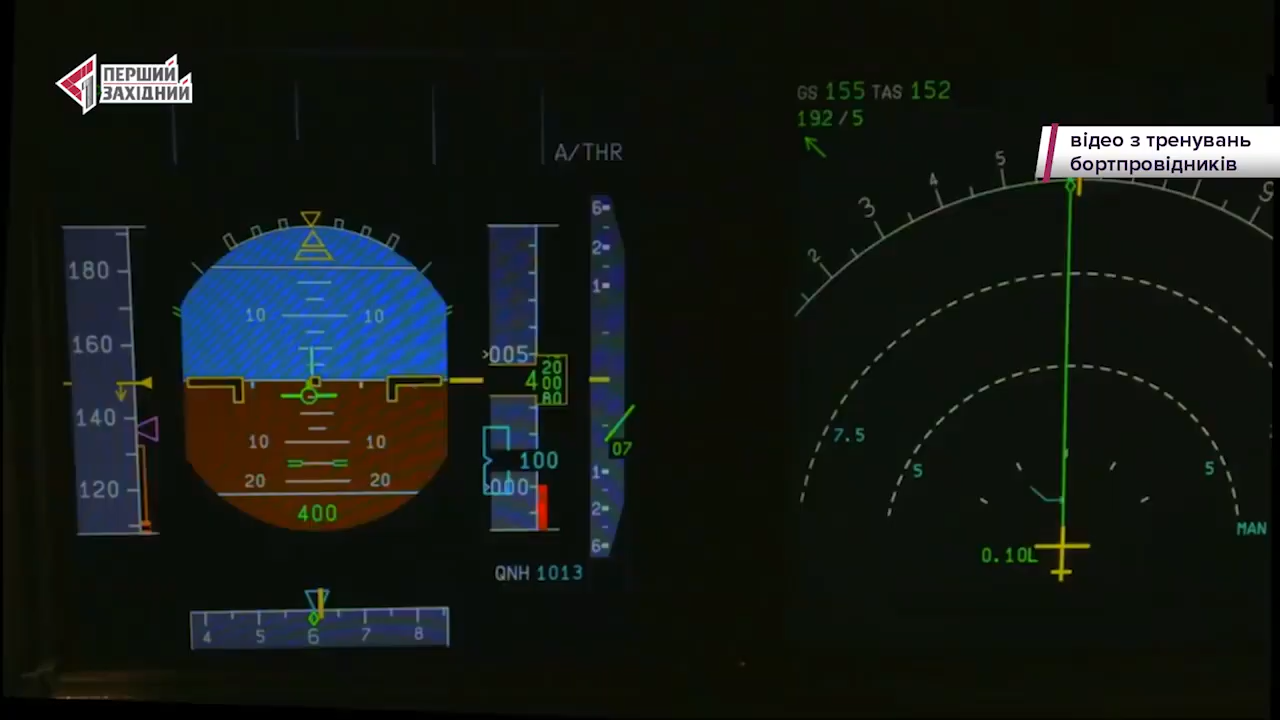 ПЕРШИЙ
ЗАХІДНИЙ
GS 155 TAS 152
192/5
відео з тренувань
бортпровідників
A/THR
5
4
3
2
6
2
1
180
160
140
120
10 10
10 10
20 20
400
005
20
4 00
80
100
000
07
1
2
6
QNH 1013
7.5
5 5
MAN
0.10L
4 5 6 7 8